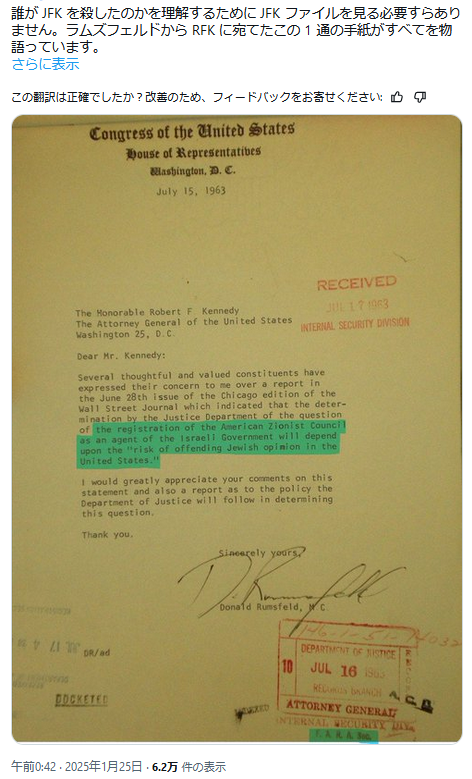 誰が JFK を殺したのかを理解するために JFK ファイルを見る必要すらあり
ません。ラムズフェルドから RFK に宛てたこの 1 通の手紙がすべてを物
語っています。
さらに表示
この翻訳は正確でしたか？改善のため、フィードバックをお寄せください:
Congress of the United States
House of Representatives
Washington, D. C.
July 15, 1963
RECEIVED
JUL 17 1963
INTERNAL SECURITY DIVISION
The Honorable Robert F Kennedy
The Attorney General of the United States
Washington 25, D.C.
Dear Mr. Kennedy:
Several thoughtful and valued constituents have
expressed their concern to me over a report in
the June 28th issue of the Chicago edition of the
Wall Street Journal which indicated that the deter-
mination by the Justice Department of the question
of the registration of the American Zionist Council
as an agent of the Israeli Government will depend
upon the "risk of offending Jewish opinion in the
United States."
I would greatly appreciate your comments on this
statement and also a report as to the policy the
Department of Justice will follow in determining
this question.
Thank you.
Sincerely yours,
Donald Rumsfeld, M C
DR/ad
DOCKETED
146-1-51-14032
DEPARTMENT OF JUSTICE
10 JUL 16 1963
RECORDS BRANCH
ATTORNEY GENERAL
INTERNAL SECURITY DIV.
F. A. R. A. Sec.
午前0:42 · 2025年1月25日 · 6.2万 件の表示